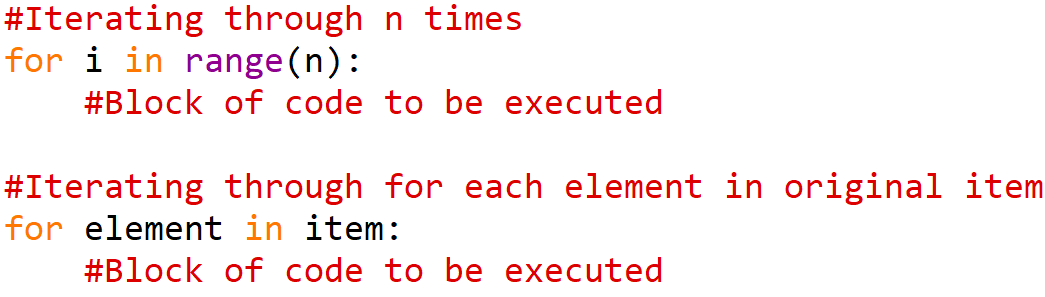 #Iterating through n times
for i in range(n):
    #Block of code to be executed

#Iterating through for each element in original item
for element in item:
    #Block of code to be executed